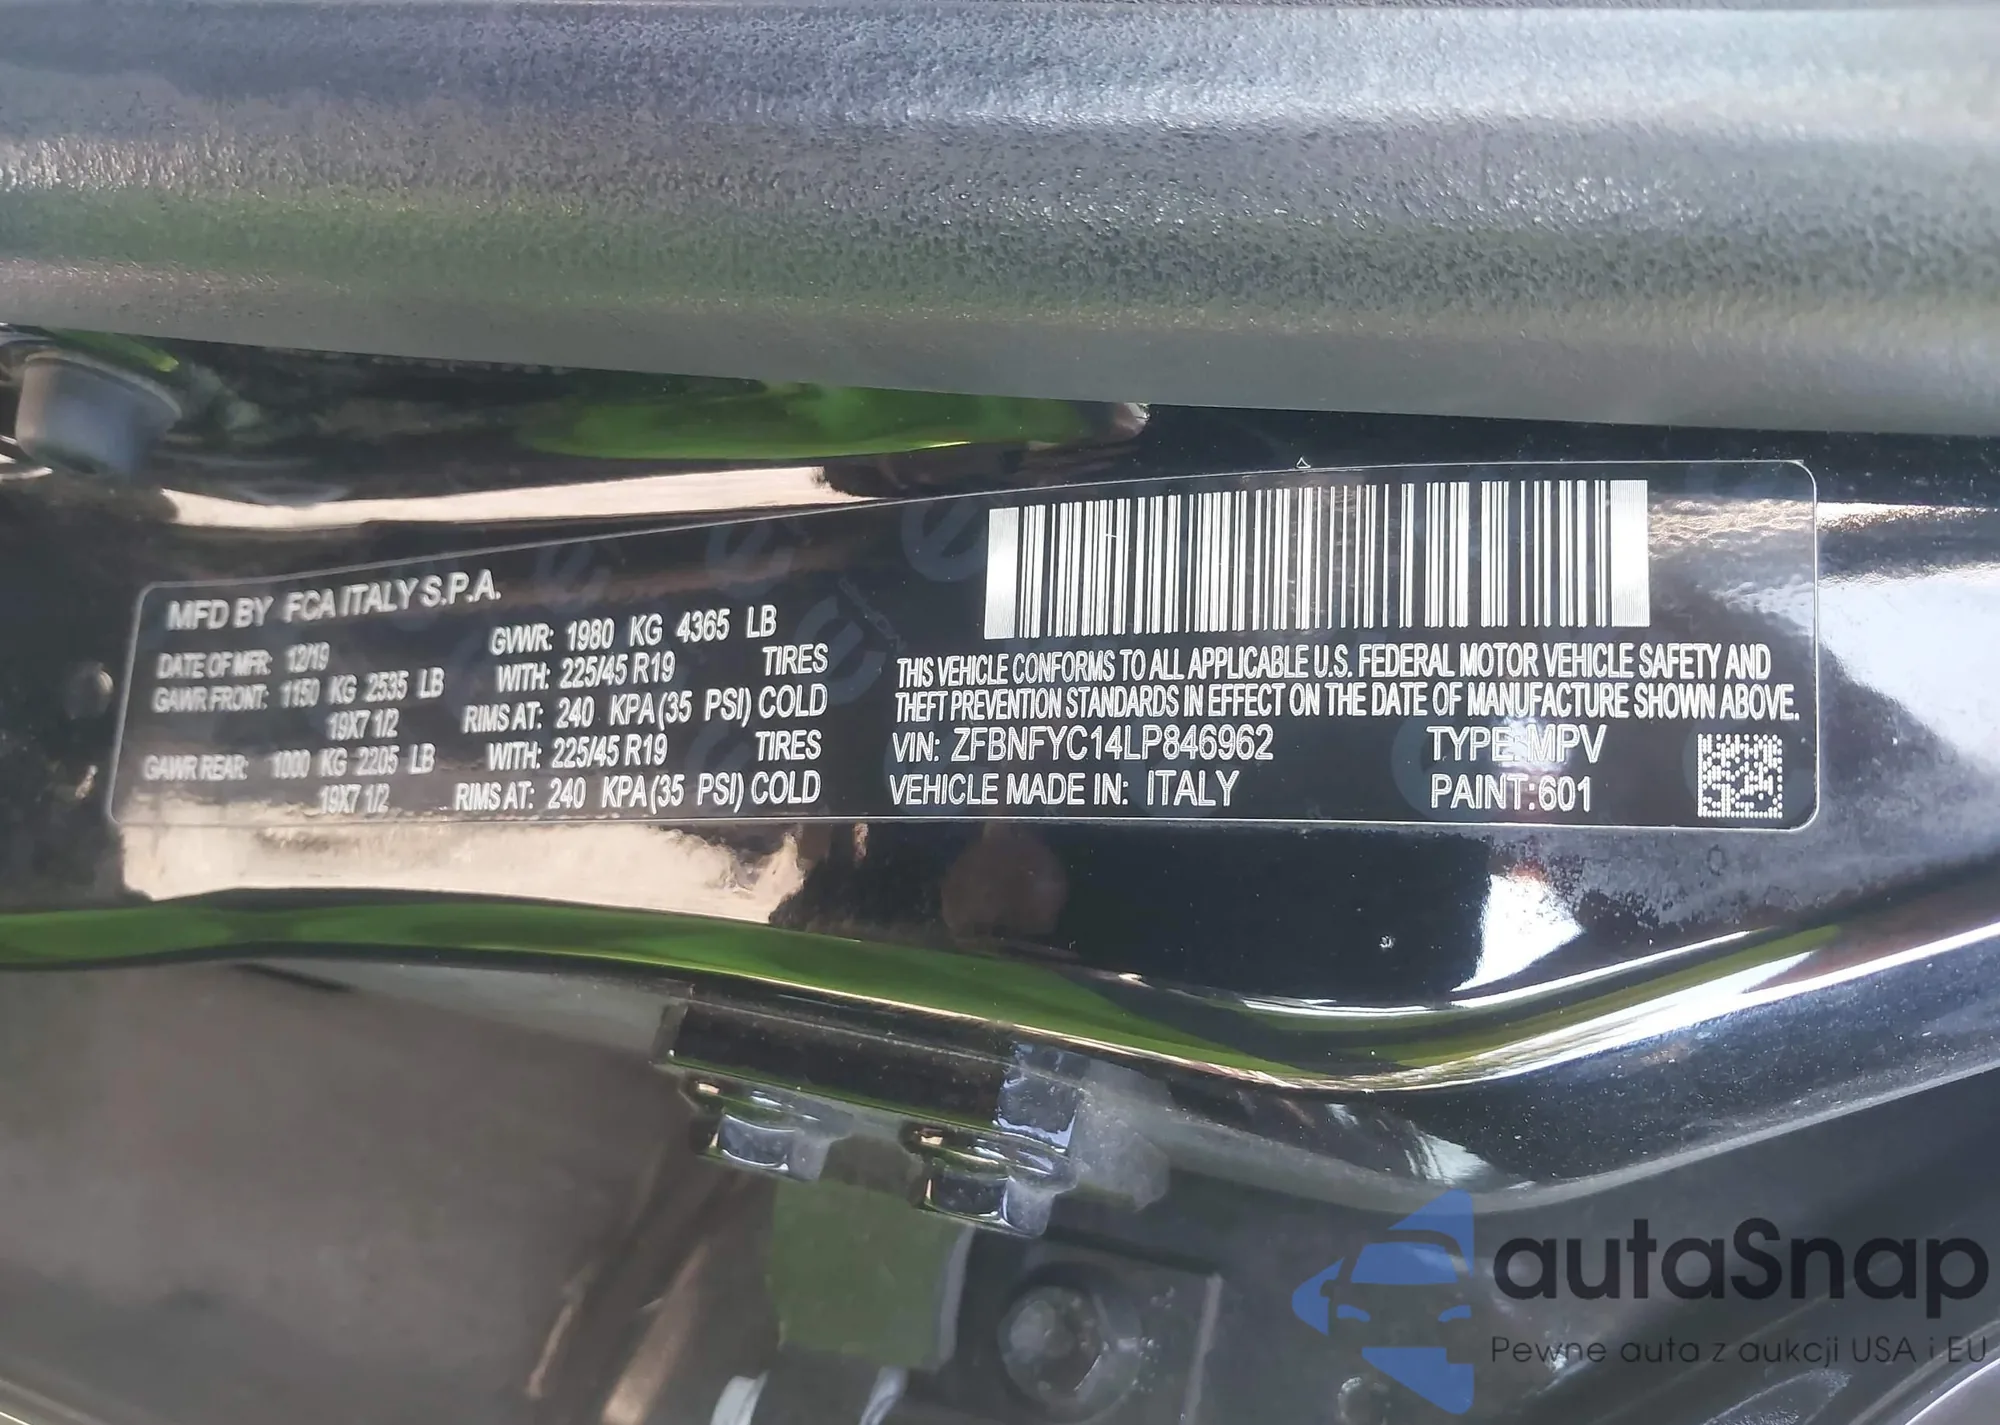 MFD BY FCA ITALY S.P.A.
DATE OF MFR: 12/19 GVWR: 1980 KG 4365 LB
GAWR FRONT: 1150 KG 2535 LB WITH: 225/45 R19 TIRES
19X7 1/2 RIMS AT: 240 KPA (35 PSI) COLD
GAWR REAR: 1000 KG 2205 LB WITH: 225/45 R19 TIRES
19X7 1/2 RIMS AT: 240 KPA (35 PSI) COLD
THIS VEHICLE CONFORMS TO ALL APPLICABLE U.S. FEDERAL MOTOR VEHICLE SAFETY AND
THEFT PREVENTION STANDARDS IN EFFECT ON THE DATE OF MANUFACTURE SHOWN ABOVE.
VIN: ZFBNFYC14LP846962 TYPE: MPV
VEHICLE MADE IN: ITALY PAINT: 601
autaSnap
Pewne auta z aukcji USA i EU